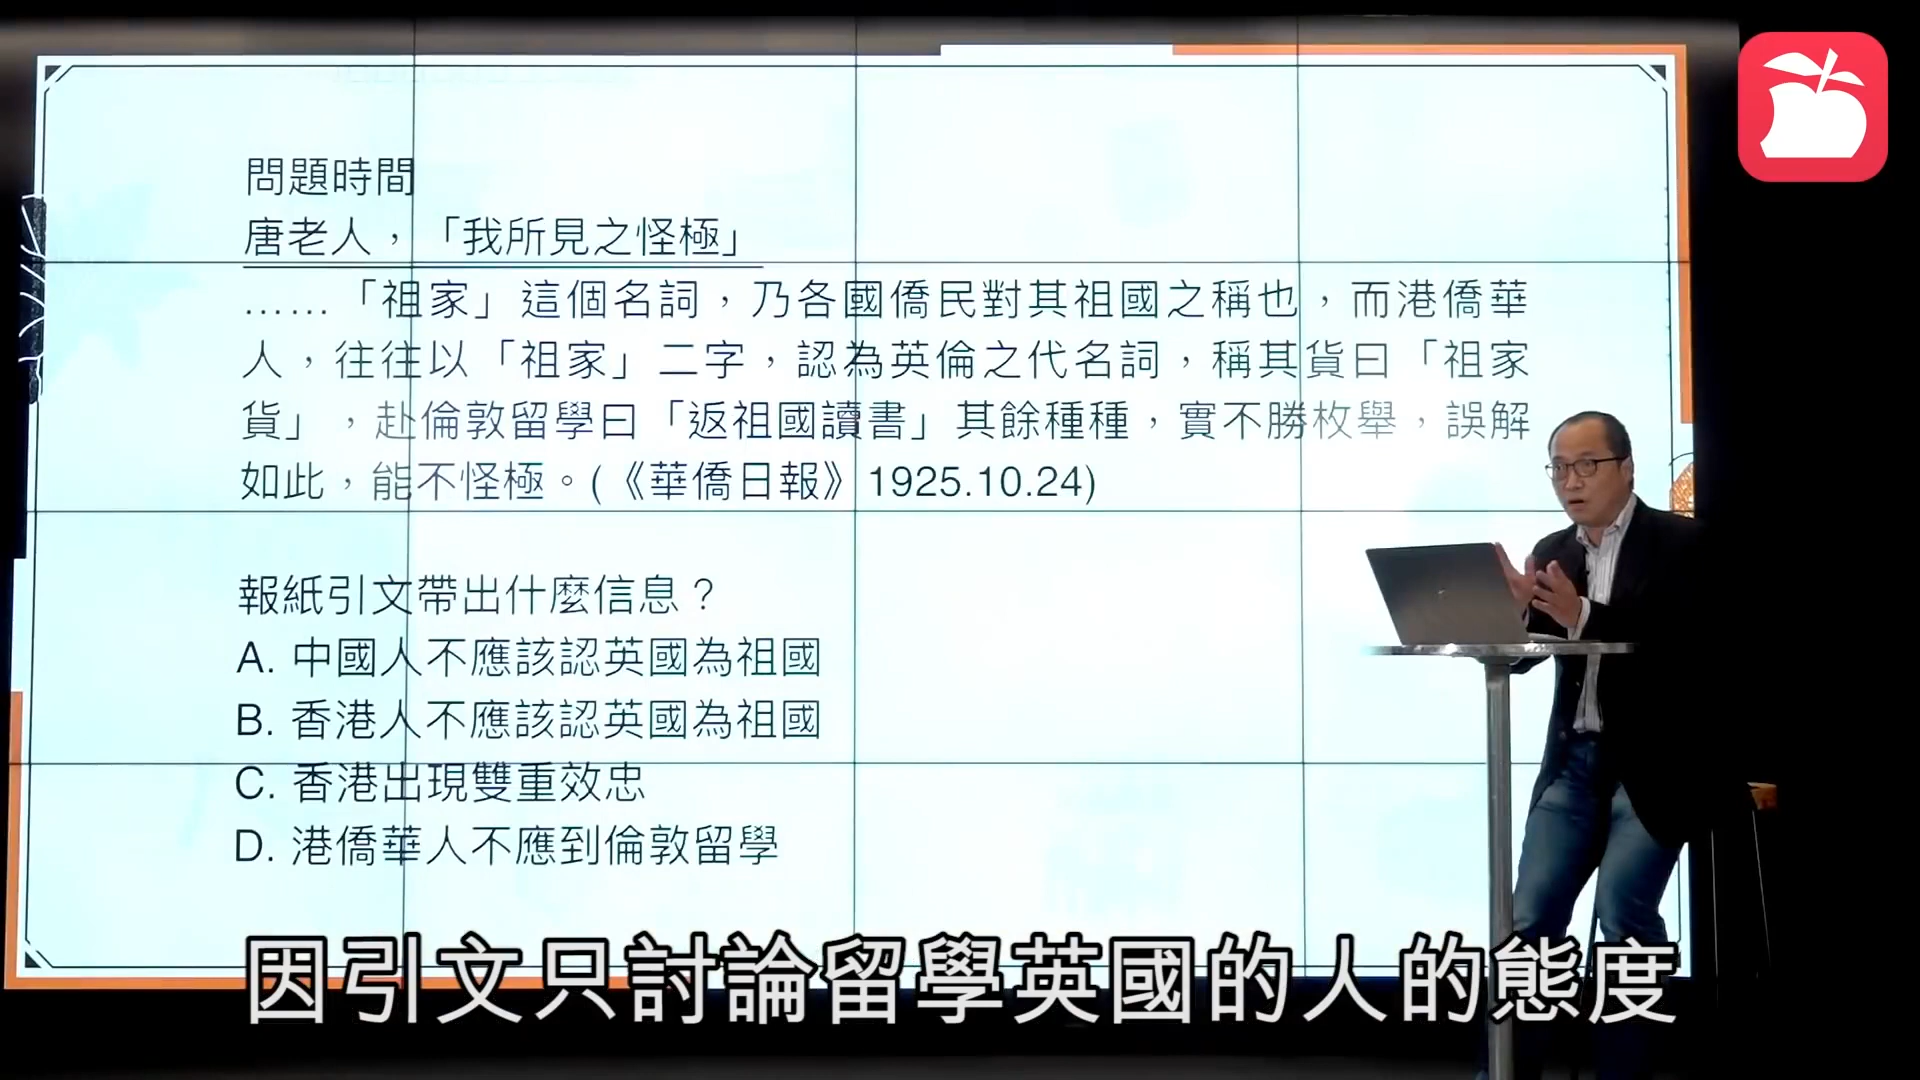 問題時間
唐老人，「我所見之怪極」
……「祖家」這個名詞，乃各國僑民對其祖國之稱也，而港僑華
人，往往以「祖家」二字，認為英倫之代名詞，稱其貨曰「祖家
貨」，赴倫敦留學曰「返祖國讀書」其餘種種，實不勝枚舉，誤解
如此，能不怪極。(《華僑日報》1925.10.24)
報紙引文帶出什麼信息？
A. 中國人不應該認英國為祖國
B. 香港人不應該認英國為祖國
C. 香港出現雙重效忠
D. 港僑華人不應到倫敦留學
因引文只討論留學英國的人的態度